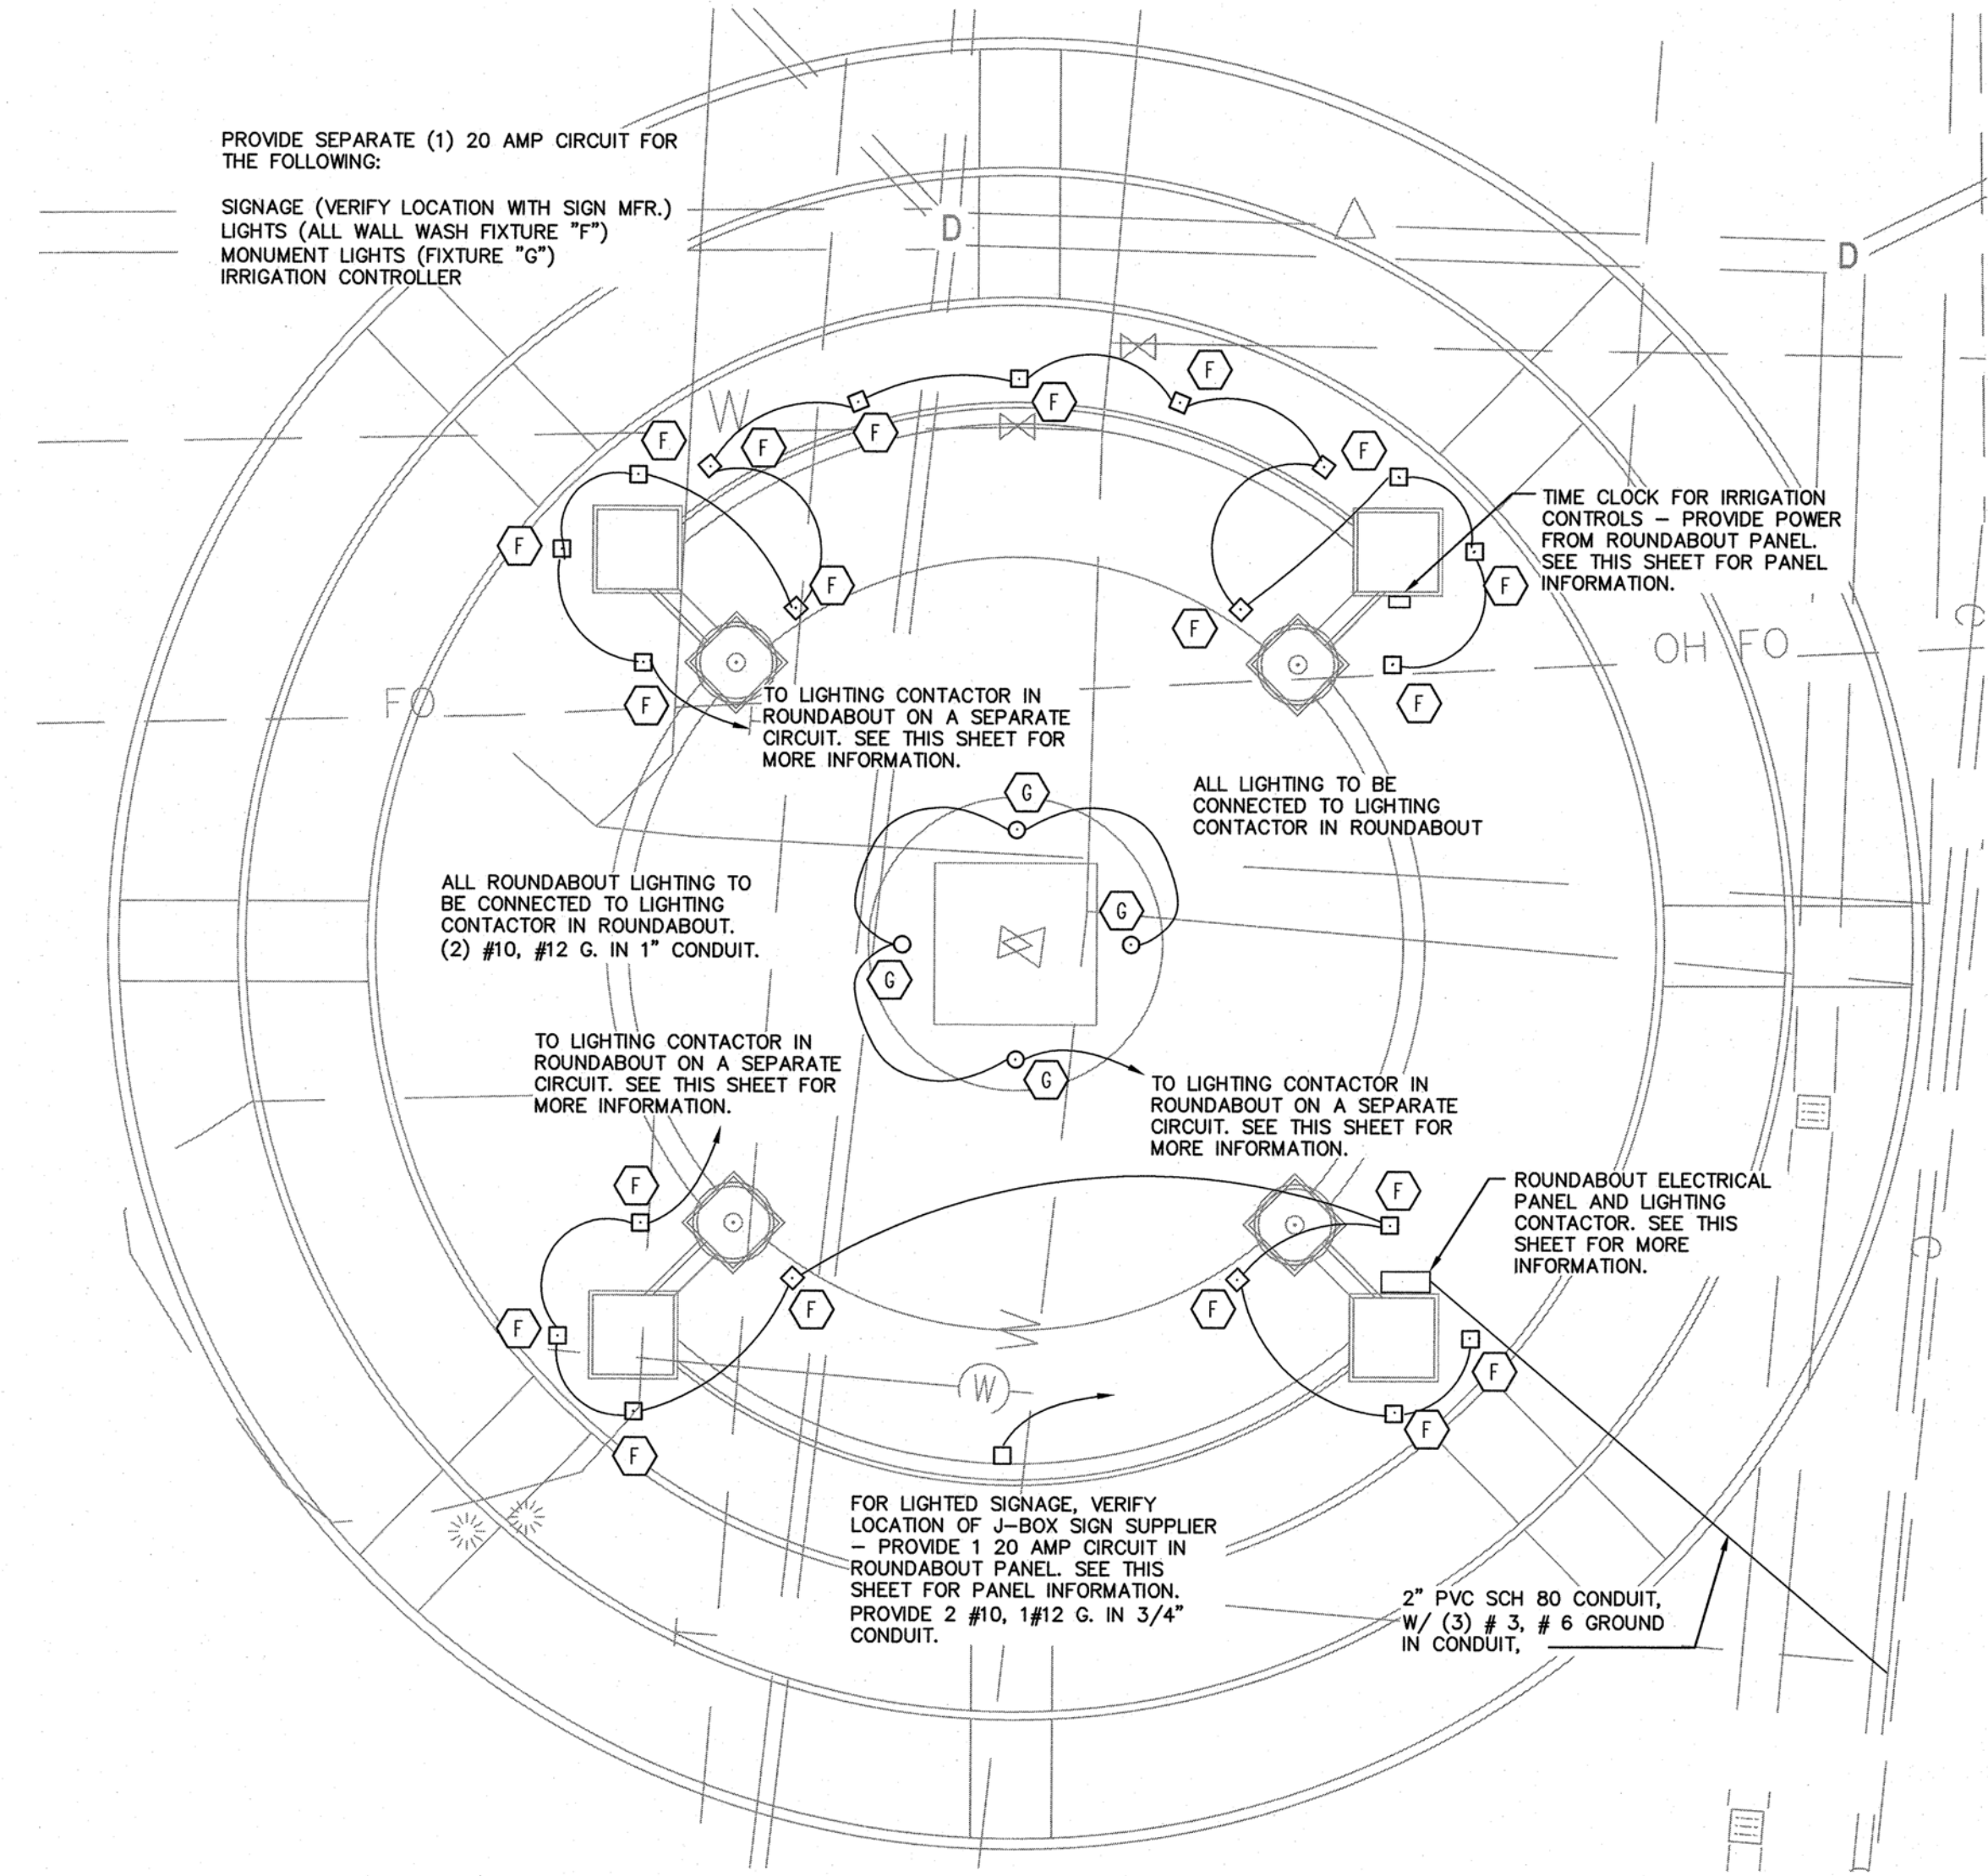 PROVIDE SEPARATE (1) 20 AMP CIRCUIT FOR
THE FOLLOWING:
SIGNAGE (VERIFY LOCATION WITH SIGN MFR.)
LIGHTS (ALL WALL WASH FIXTURE "F")
MONUMENT LIGHTS (FIXTURE "G")
IRRIGATION CONTROLLER
D
D
F
F
W
F
F
F
F
F
TIME CLOCK FOR IRRIGATION
CONTROLS – PROVIDE POWER
FROM ROUNDABOUT PANEL.
SEE THIS SHEET FOR PANEL
INFORMATION.
F
F
F
F
OH FO
FO
F
F
TO LIGHTING CONTACTOR IN
ROUNDABOUT ON A SEPARATE
CIRCUIT. SEE THIS SHEET FOR
MORE INFORMATION.
G
ALL LIGHTING TO BE
CONNECTED TO LIGHTING
CONTACTOR IN ROUNDABOUT
ALL ROUNDABOUT LIGHTING TO
BE CONNECTED TO LIGHTING
CONTACTOR IN ROUNDABOUT.
(2) #10, #12 G. IN 1" CONDUIT.
G
G
TO LIGHTING CONTACTOR IN
ROUNDABOUT ON A SEPARATE
CIRCUIT. SEE THIS SHEET FOR
MORE INFORMATION.
G
TO LIGHTING CONTACTOR IN
ROUNDABOUT ON A SEPARATE
CIRCUIT. SEE THIS SHEET FOR
MORE INFORMATION.
F
F
ROUNDABOUT ELECTRICAL
PANEL AND LIGHTING
CONTACTOR. SEE THIS
SHEET FOR MORE
INFORMATION.
F
F
F
W
F
F
F
FOR LIGHTED SIGNAGE, VERIFY
LOCATION OF J–BOX SIGN SUPPLIER
– PROVIDE 1 20 AMP CIRCUIT IN
ROUNDABOUT PANEL. SEE THIS
SHEET FOR PANEL INFORMATION.
PROVIDE 2 #10, 1#12 G. IN 3/4"
CONDUIT.
2" PVC SCH 80 CONDUIT,
W/ (3) # 3, # 6 GROUND
IN CONDUIT,